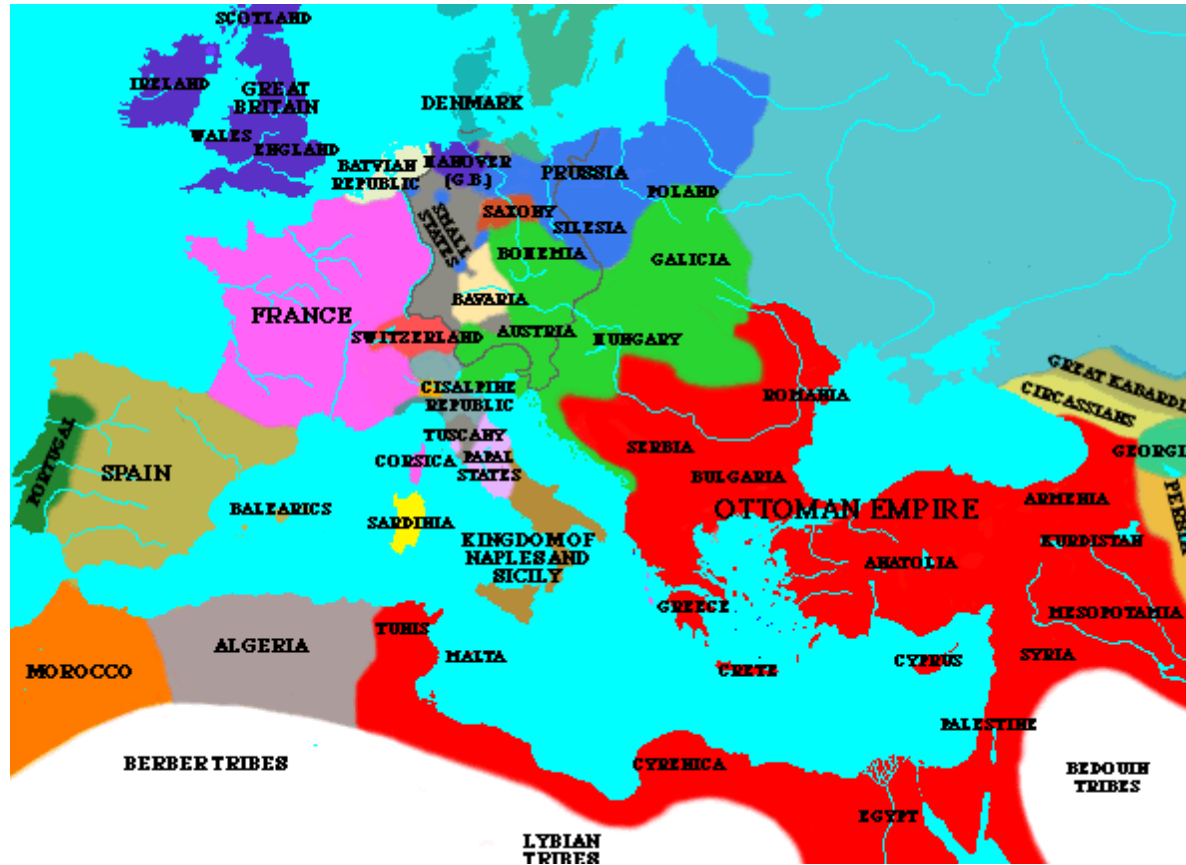 SCOTLAND
IRELAND
GREAT
BRITAIN
WALES
ENGLAND
DENMARK
BATVIAN
REPUBLIC
HANOVER
(G.B.)
PRUSSIA
POLAND
SAXONY
SILESIA
SMALL
STATES
BOHEMIA
GALICIA
BAVARIA
FRANCE
SWITZERLAND
AUSTRIA
HUNGARY
CISALPINE
REPUBLIC
ROMANIA
GREAT KABARDI
CIRCASSIANS
GEORGI
TUSCANY
PAPAL
STATES
CORSICA
SERBIA
BULGARIA
PORTUGAL
SPAIN
BALEARICS
SARDINIA
OTTOMAN EMPIRE
ARMENIA
PERSIA
KINGDOM OF
NAPLES AND
SICILY
ANATOLIA
KURDISTAN
GREECE
MESOPOTAMIA
TUNIS
ALGERIA
MOROCCO
MALTA
CRETE
CYPRUS
SYRIA
PALESTINE
BERBER TRIBES
CYRENICA
BEDOUIN
TRIBES
EGYPT
LYBIAN
TRIBES